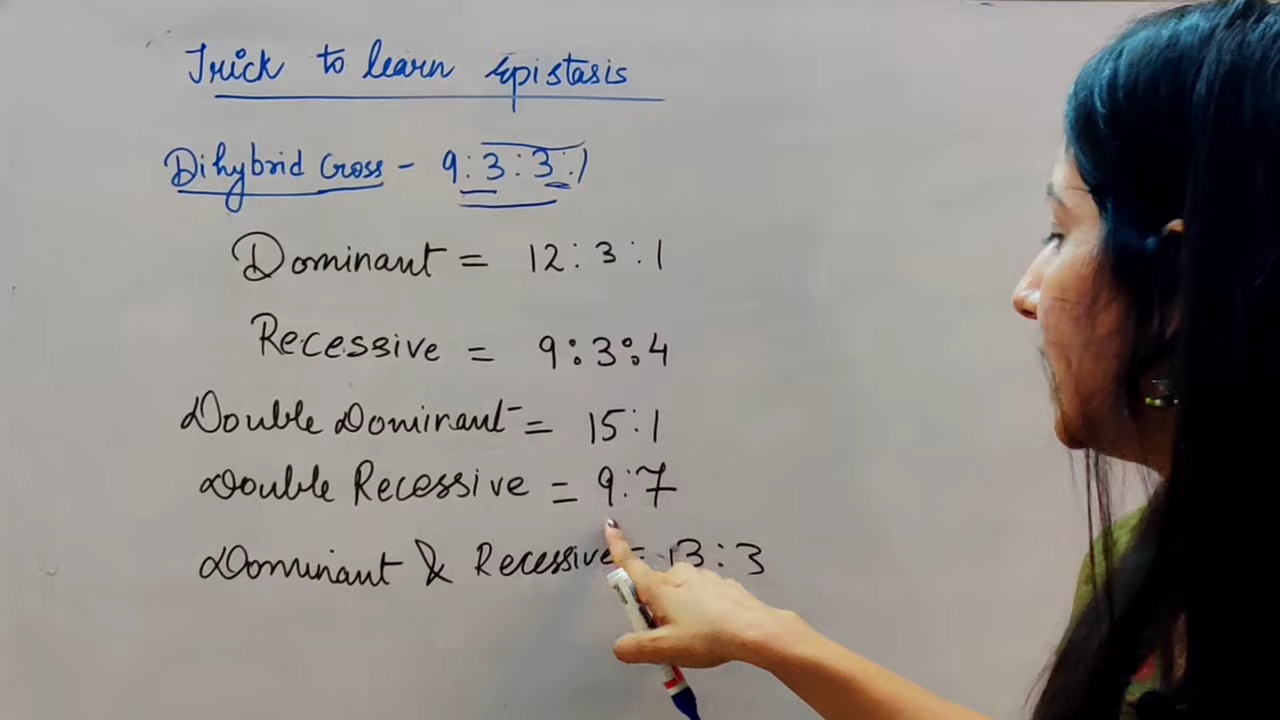 Trick to learn Epistasis
Dihybrid Cross - 9:3:3:1
Dominant = 12:3:1
Recessive = 9:3:4
Double Dominant = 15:1
Double Recessive = 9:7
Dominant & Recessive = 13:3